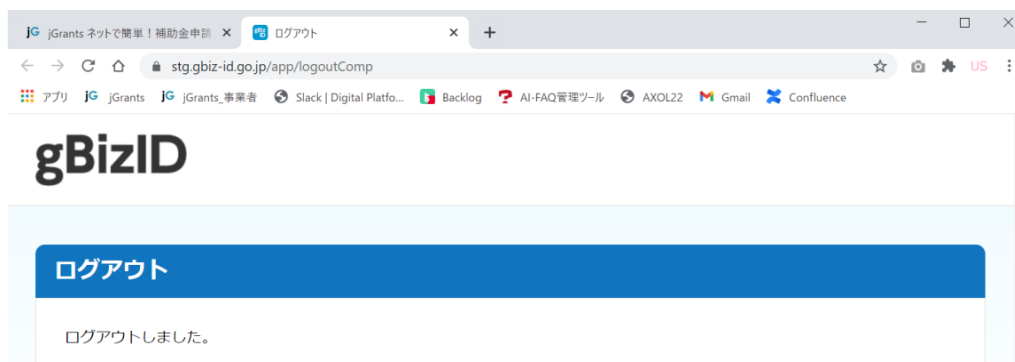 jG jGrants ネットで簡単！補助金申請 ログアウト
stg.gbiz-id.go.jp/app/logoutComp US
アプリ jG jGrants jG jGrants_事業者 Slack | Digital Platfo... Backlog AI-FAQ管理ツール AXOL22 Gmail Confluence
gBizID
ログアウト
ログアウトしました。